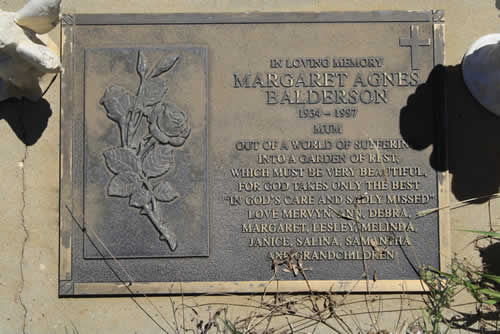 IN LOVING MEMORY
MARGARET AGNES
BALDERSON
1934 - 1997
MUM
OUT OF A WORLD OF SUFFERING
INTO A GARDEN OF REST,
WHICH MUST BE VERY BEAUTIFUL,
FOR GOD TAKES ONLY THE BEST
"IN GOD'S CARE AND SADLY MISSED"
LOVE MERVYN, ANN, DEBRA,
MARGARET, LESLEY, MELINDA,
JANICE, SALINA, SAMANTHA
AND GRANDCHILDREN